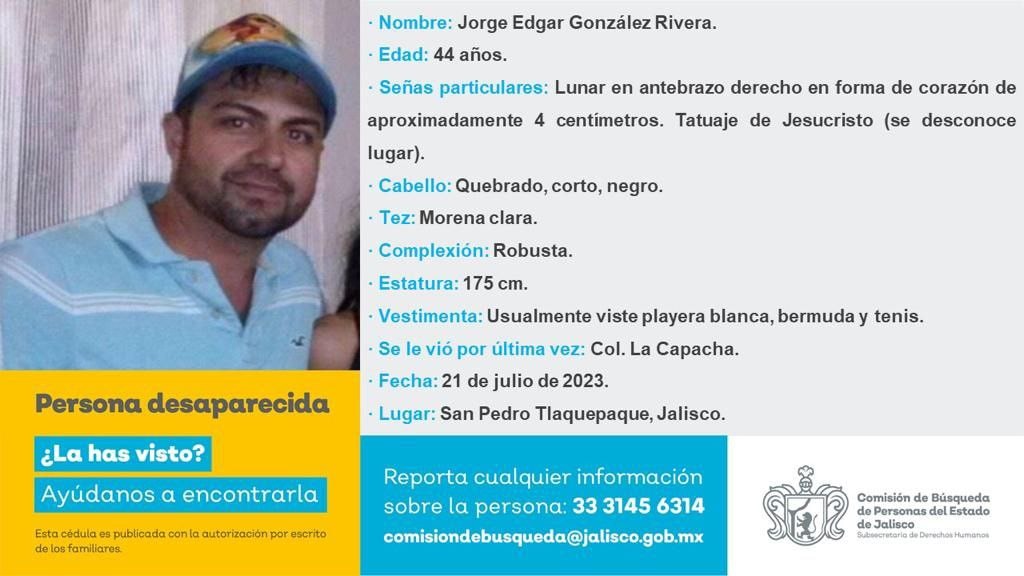 · Nombre: Jorge Edgar González Rivera.
· Edad: 44 años.
· Señas particulares: Lunar en antebrazo derecho en forma de corazón de
aproximadamente 4 centímetros. Tatuaje de Jesucristo (se desconoce
lugar).
· Cabello: Quebrado, corto, negro.
· Tez: Morena clara.
· Complexión: Robusta.
· Estatura: 175 cm.
· Vestimenta: Usualmente viste playera blanca, bermuda y tenis.
· Se le vió por última vez: Col. La Capacha.
· Fecha: 21 de julio de 2023.
· Lugar: San Pedro Tlaquepaque, Jalisco.
Persona desaparecida
¿La has visto?
Ayúdanos a encontrarla
Esta cédula es publicada con la autorización por escrito
de los familiares.
Reporta cualquier información
sobre la persona: 33 3145 6314
comisiondebusqueda@jalisco.gob.mx
Comisión de Búsqueda
de Personas del Estado
de Jalisco
Subsecretaría de Derechos Humanos